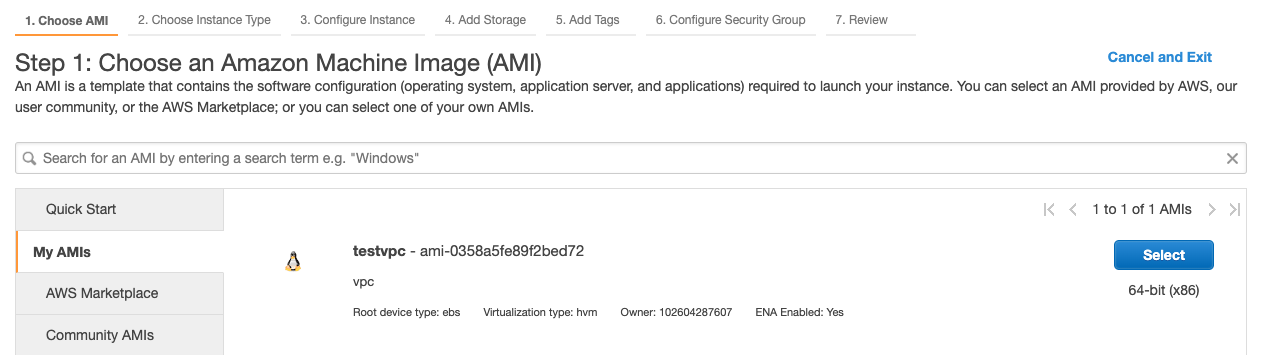 1. Choose AMI 2. Choose Instance Type 3. Configure Instance 4. Add Storage 5. Add Tags 6. Configure Security Group 7. Review
Step 1: Choose an Amazon Machine Image (AMI)
Cancel and Exit
An AMI is a template that contains the software configuration (operating system, application server, and applications) required to launch your instance. You can select an AMI provided by AWS, our
user community, or the AWS Marketplace; or you can select one of your own AMIs.
Search for an AMI by entering a search term e.g. "Windows"
Quick Start
My AMIs
AWS Marketplace
Community AMIs
1 to 1 of 1 AMIs
testvpc - ami-0358a5fe89f2bed72
vpc
Root device type: ebs Virtualization type: hvm Owner: 102604287607 ENA Enabled: Yes
Select
64-bit (x86)